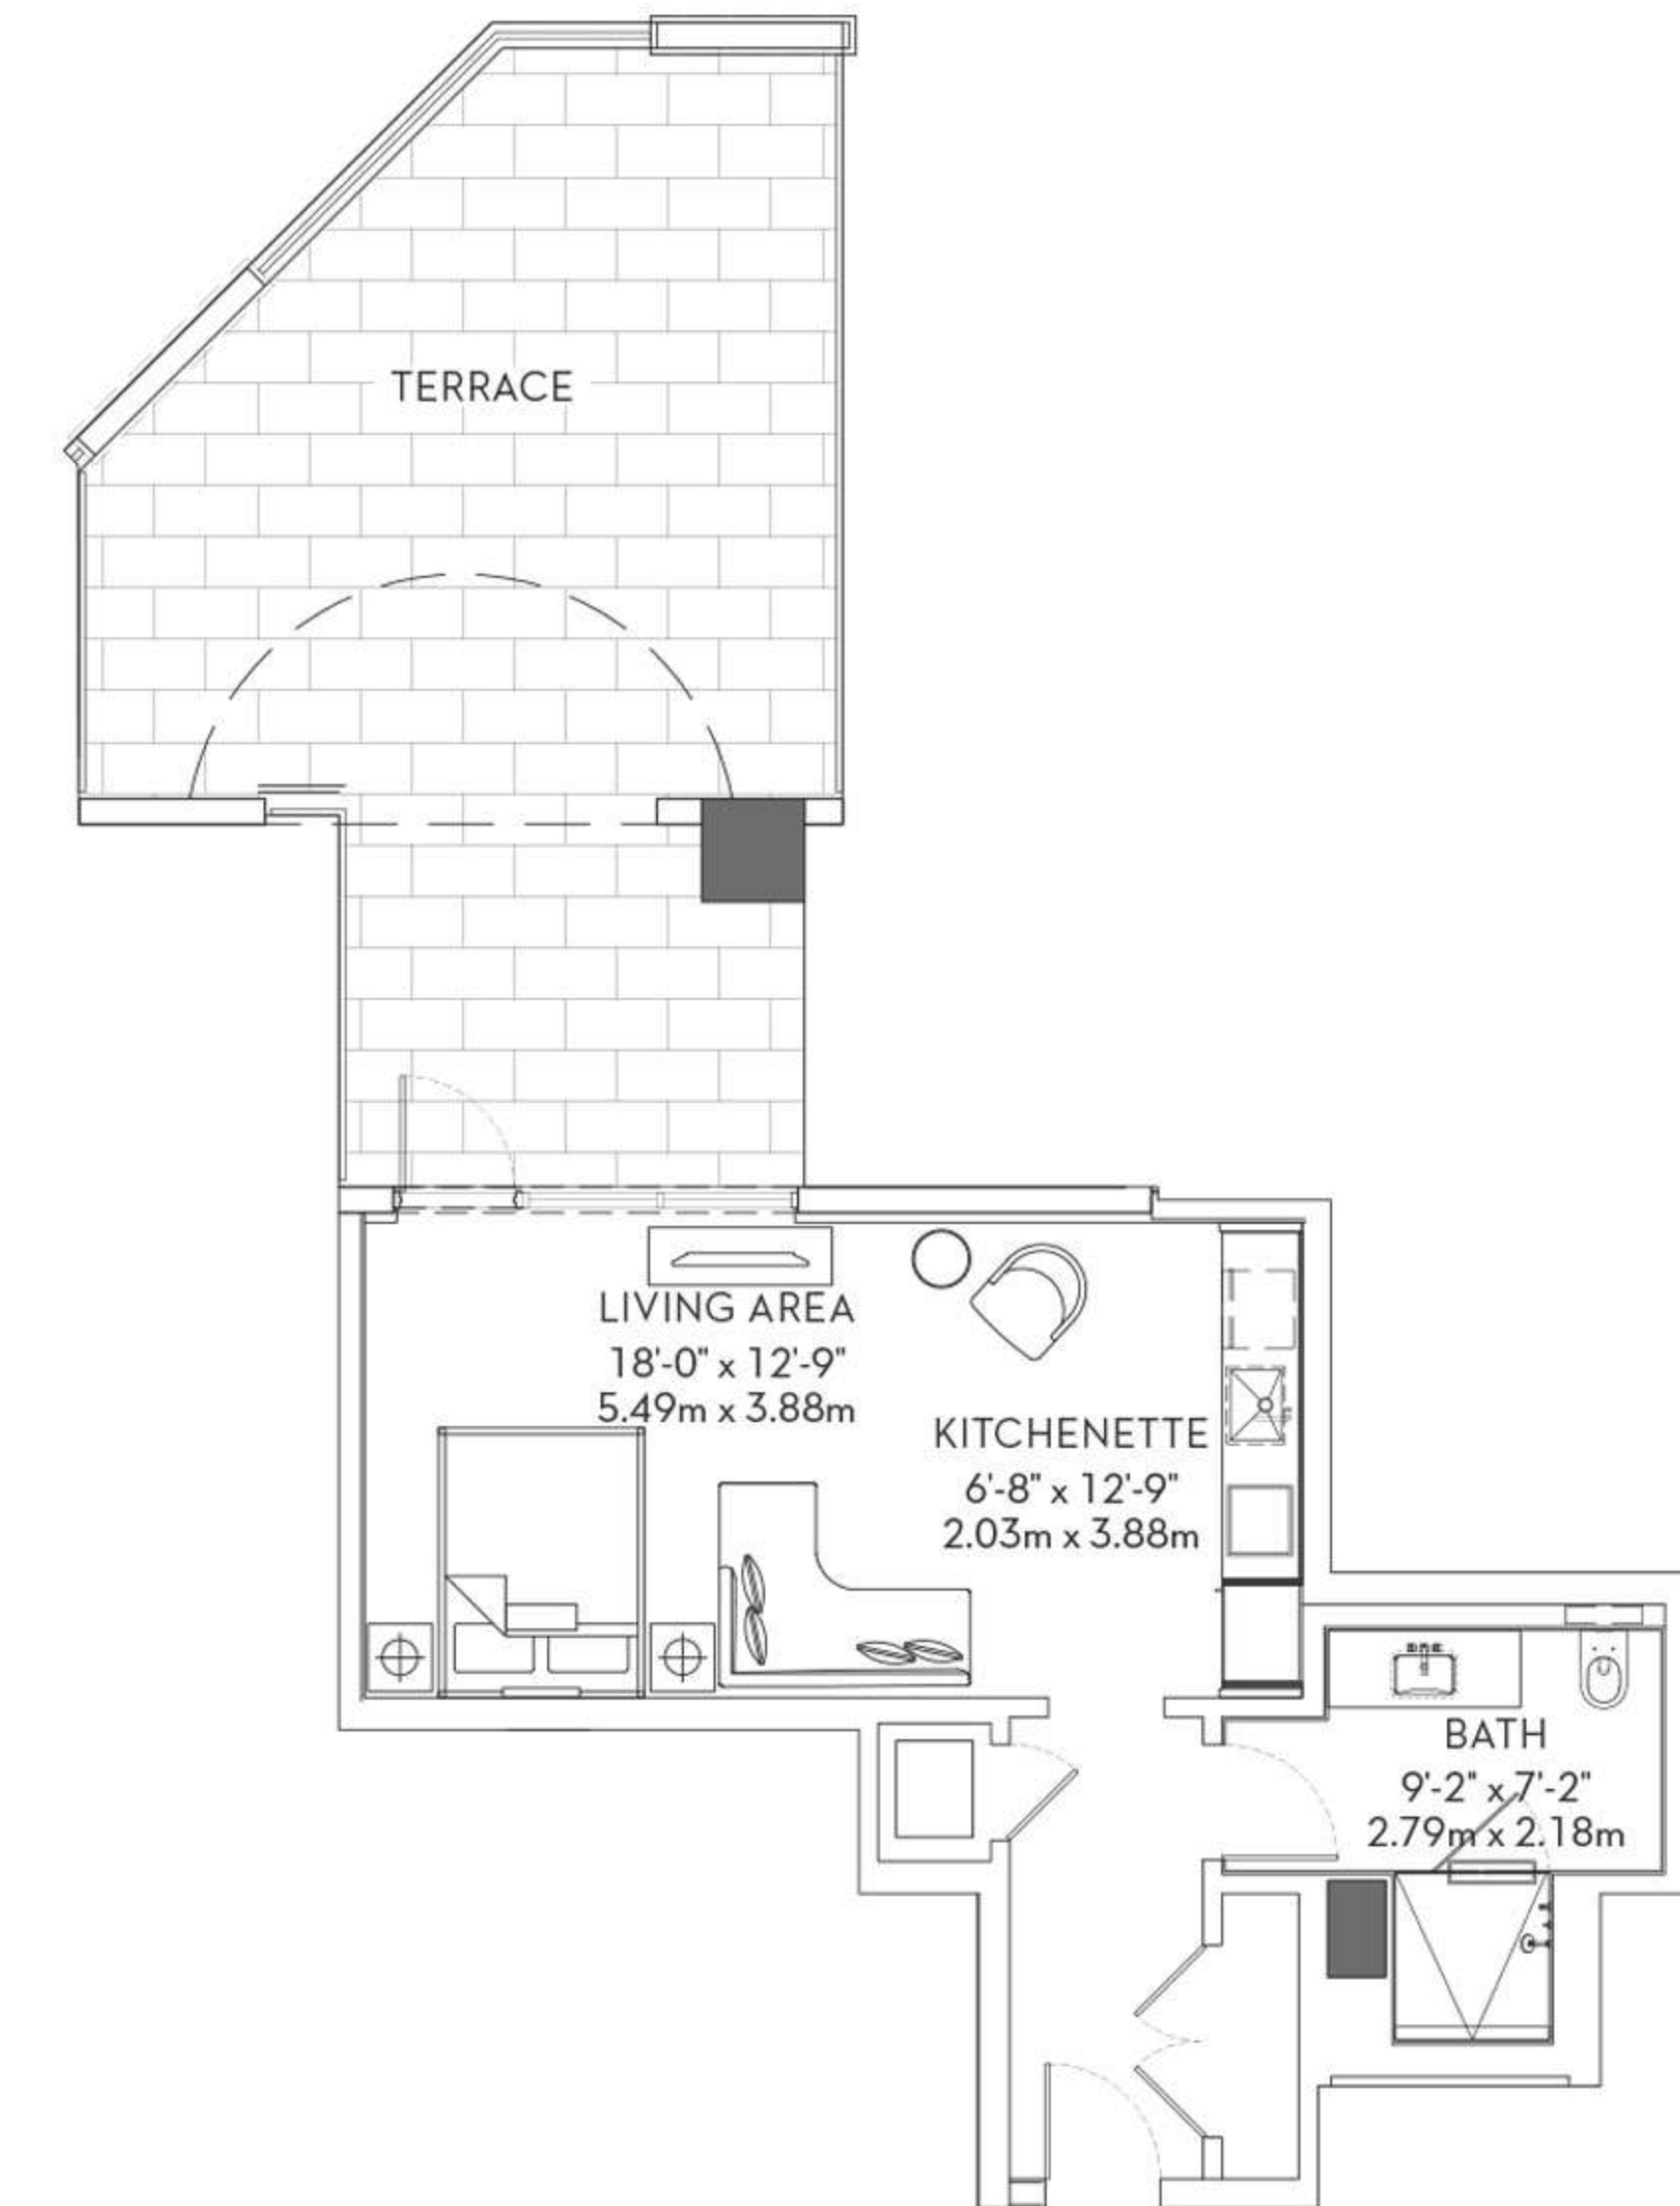 TERRACE
LIVING AREA
18'-0" x 12'-9"
5.49m x 3.88m
KITCHENETTE
6'-8" x 12'-9"
2.03m x 3.88m
BATH
9'-2" x 7'-2"
2.79m x 2.18m